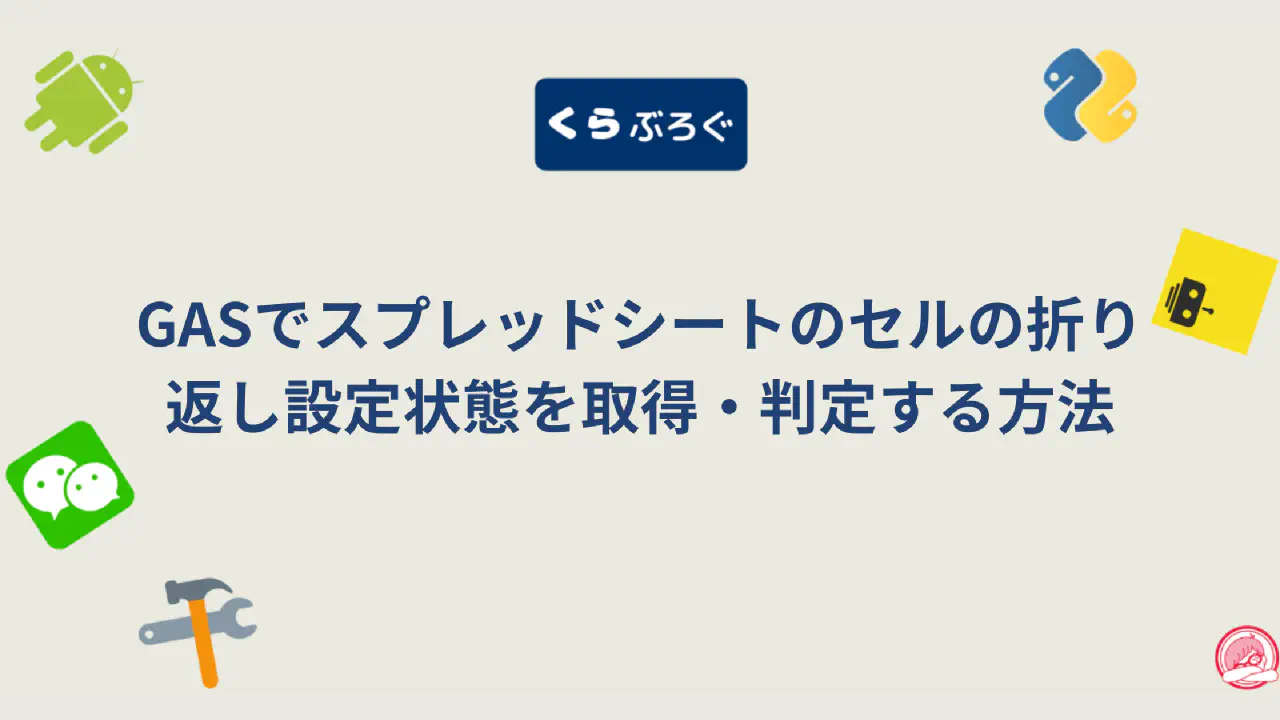 くらぶろぐ
GASでスプレッドシートのセルの折り
返し設定状態を取得・判定する方法